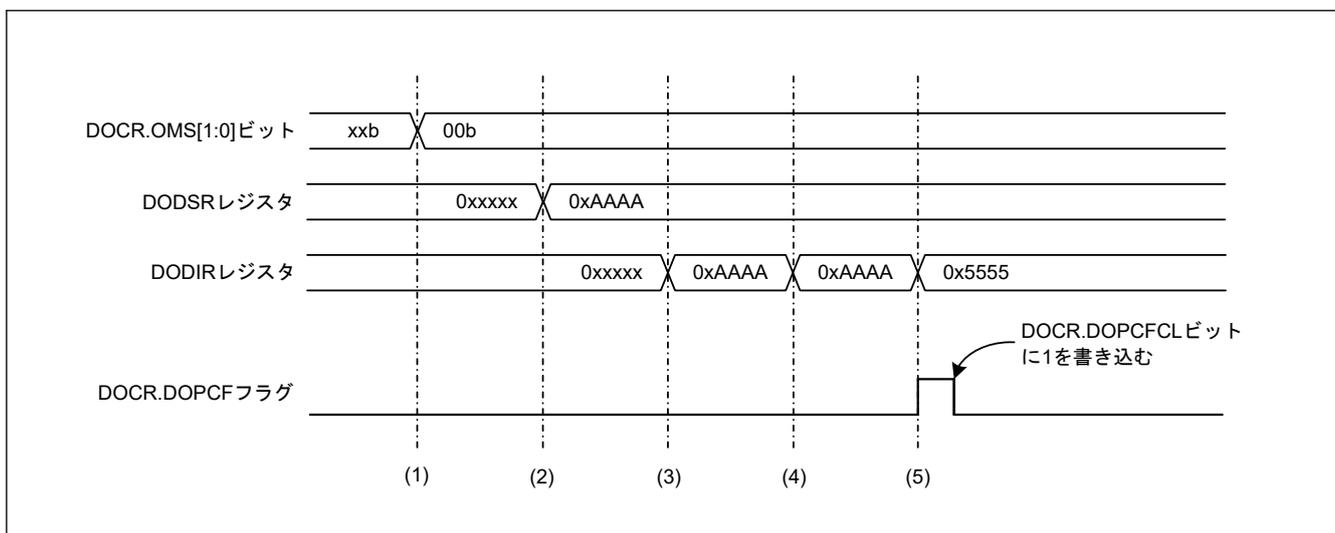 DOCR.OMS[1:0]ビット xxb 00b
DODSRレジスタ 0xxxxx 0xAAAA
DODIRレジスタ 0xxxxx 0xAAAA 0xAAAA 0x5555
DOCR.DOPCFCLビット
に1を書き込む
DOCR.DOPCFフラグ
(1) (2) (3) (4) (5)